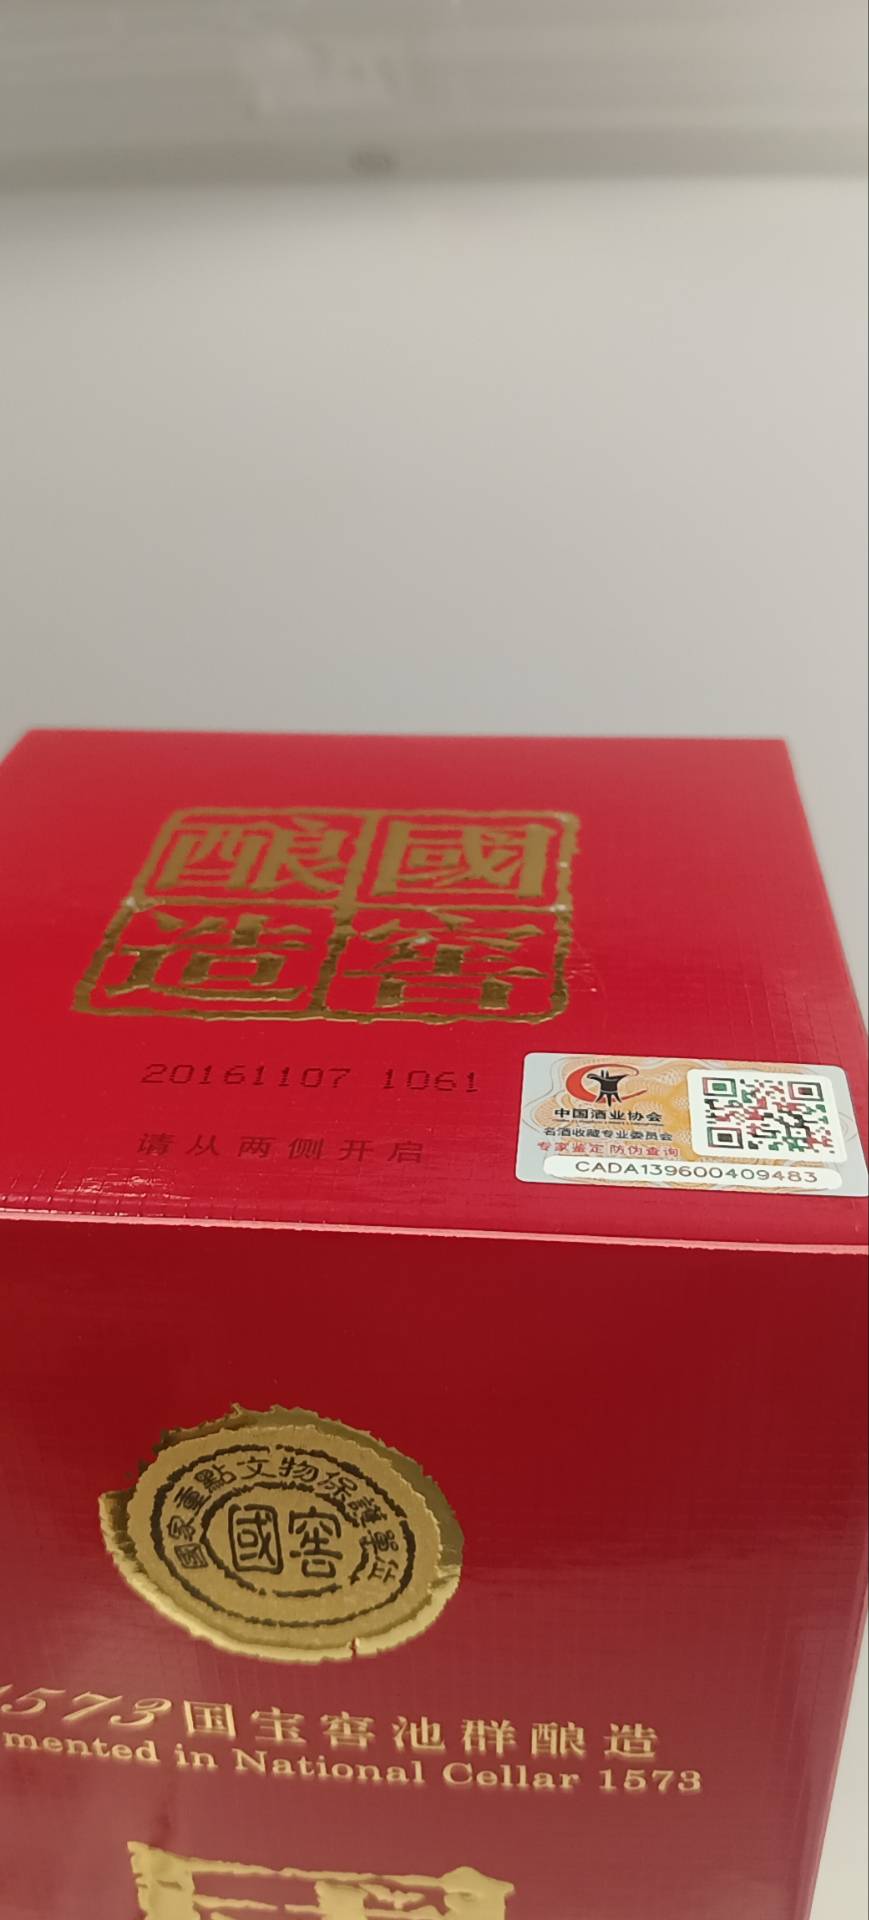 國酿
窖造
20161107 1061
请从两侧开启
中国酒业协会
名酒收藏专业委员会
专家鉴定 防伪查询
CADA139600409483
國家重點文物保護單位
國窖
1573国宝窖池群酿造
mented in National Cellar 1573